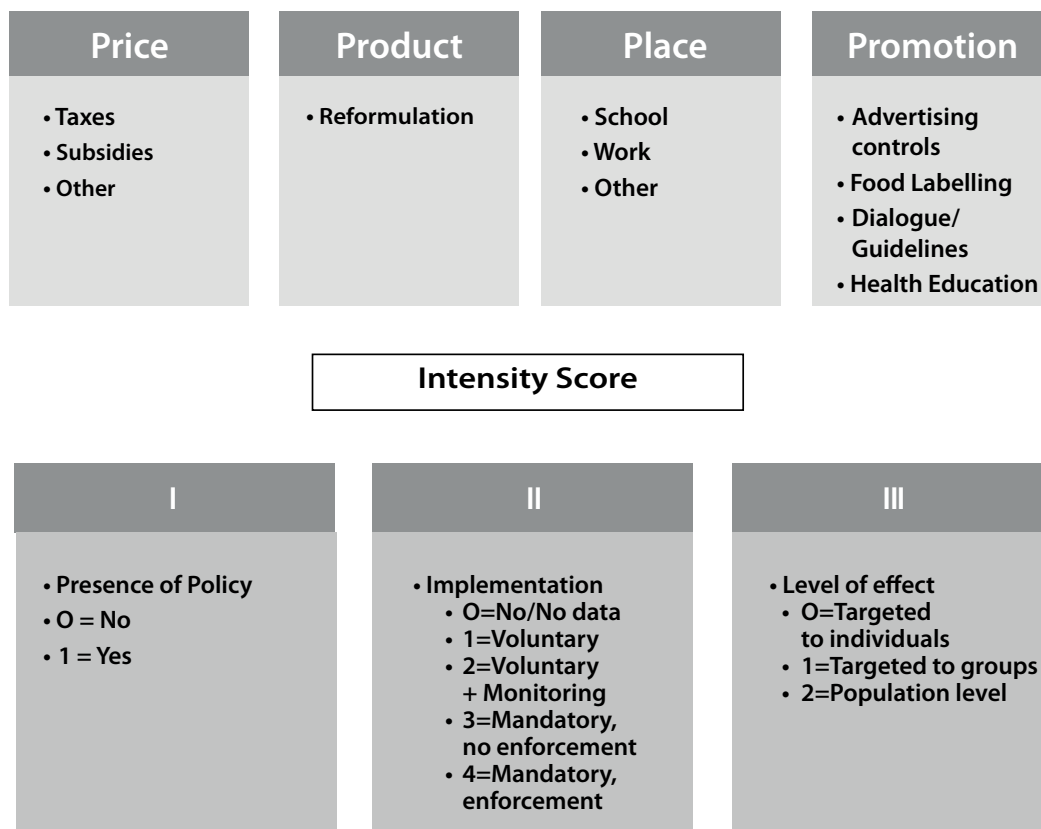 Price
• Taxes
• Subsidies
• Other
Product
• Reformulation
Place
• School
• Work
• Other
Promotion
• Advertising
controls
• Food Labelling
• Dialogue/
Guidelines
• Health Education
Intensity Score
I
• Presence of Policy
• O = No
• 1 = Yes
II
• Implementation
• O=No/No data
• 1=Voluntary
• 2=Voluntary
+ Monitoring
• 3=Mandatory,
no enforcement
• 4=Mandatory,
enforcement
III
• Level of effect
• O=Targeted
to individuals
• 1=Targeted to groups
• 2=Population level